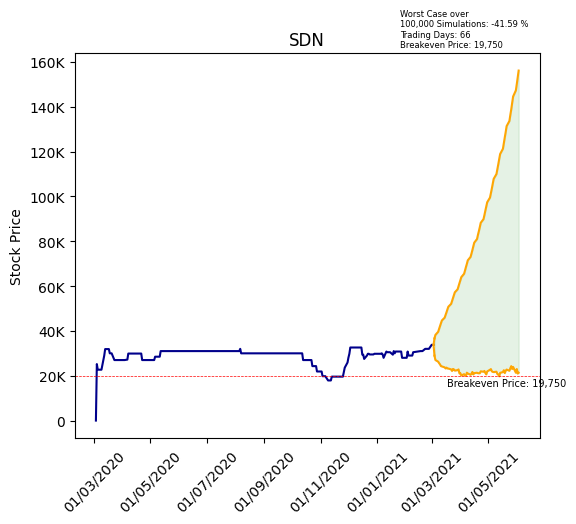 Worst Case over
100,000 Simulations: -41.59 %
Trading Days: 66
Breakeven Price: 19,750
SDN
160K
140K
120K
100K
80K
60K
40K
20K
0
Stock Price
Breakeven Price: 19,750
01/03/2020
01/05/2020
01/07/2020
01/09/2020
01/11/2020
01/01/2021
01/03/2021
01/05/2021